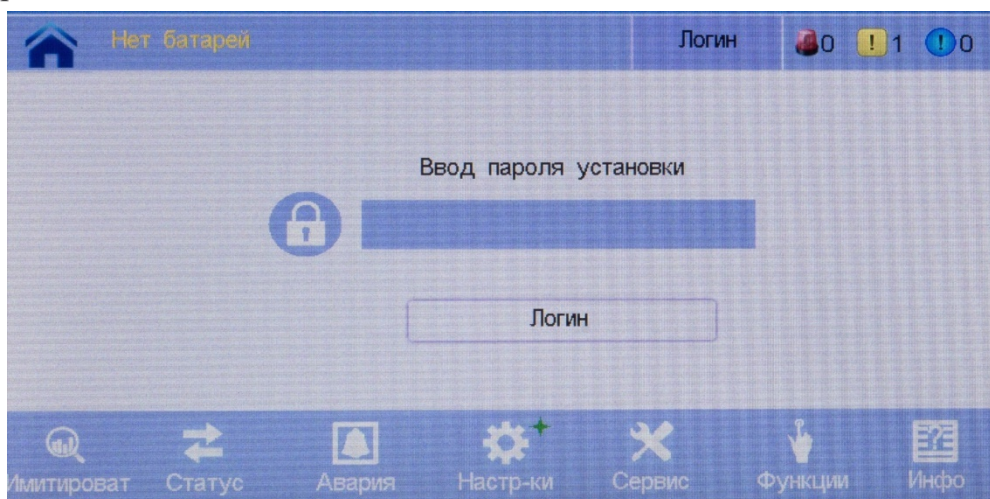 Нет батарей Логин 0 ! 1 ! 0
Ввод пароля установки
Логин
Имитироват Статус Авария Настр-ки Сервис Функции Инфо